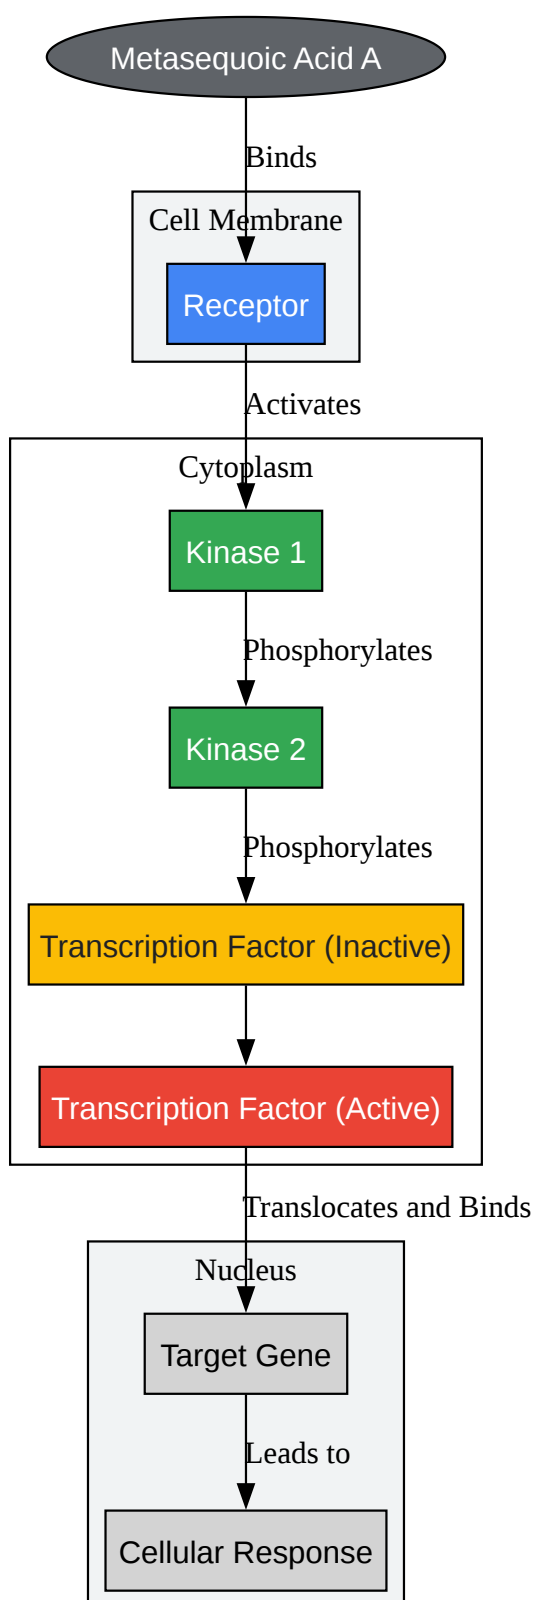 Metasequoic Acid A
Binds
Cell Membrane
Receptor
Activates
Cytoplasm
Kinase 1
Phosphorylates
Kinase 2
Phosphorylates
Transcription Factor (Inactive)
Transcription Factor (Active)
Translocates and Binds
Nucleus
Target Gene
Leads to
Cellular Response